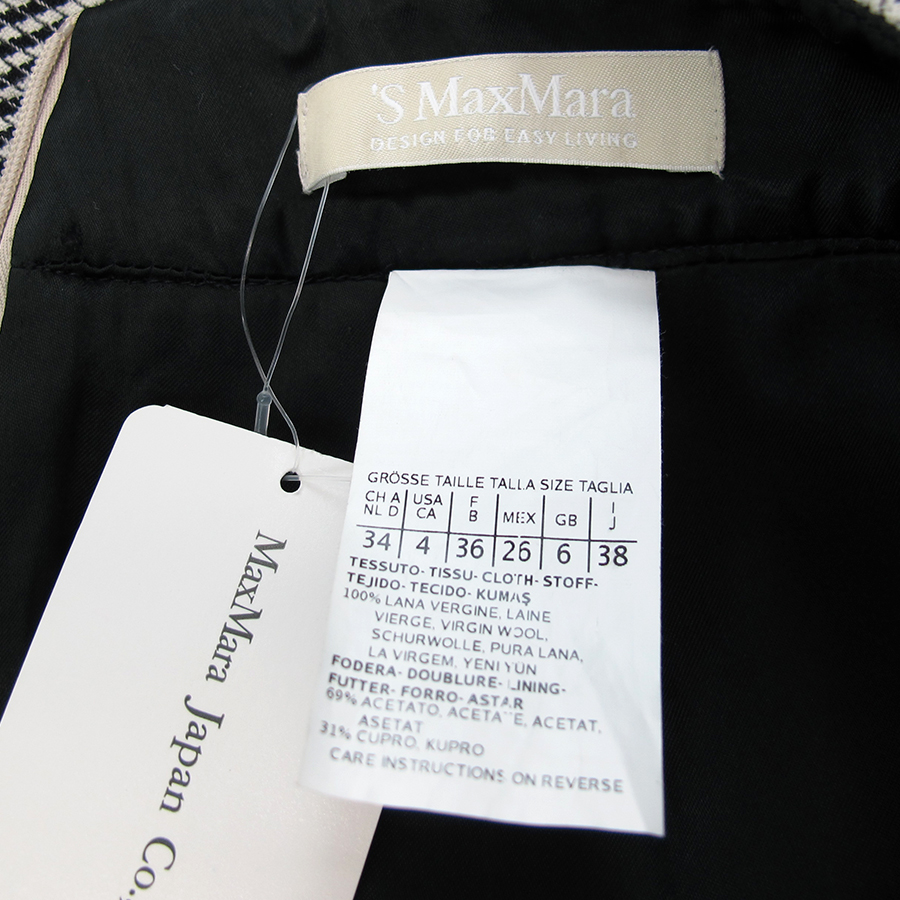 'S MaxMara
DESIGN FOR EASY LIVING
GRÖSSE TAILLE TALLA SIZE TAGLIA
CH A NL D | USA CA | F B | MEX | GB | I J
34 | 4 | 36 | 26 | 6 | 38
TESSUTO- TISSU- CLOTH- STOFF-
TEJIDO- TECIDO- KUMAŞ
100% LANA VERGINE, LAINE
VIERGE, VIRGIN WOOL,
SCHURWOLLE, PURA LANA,
LA VIRGEM, YENI YÜN
FODERA- DOUBLURE- LINING-
FUTTER- FORRO- ASTAR
69% ACETATO, ACETATE, ACETAT,
ASETAT
31% CUPRO, KUPRO
CARE INSTRUCTIONS ON REVERSE
MaxMara Japan Co.,